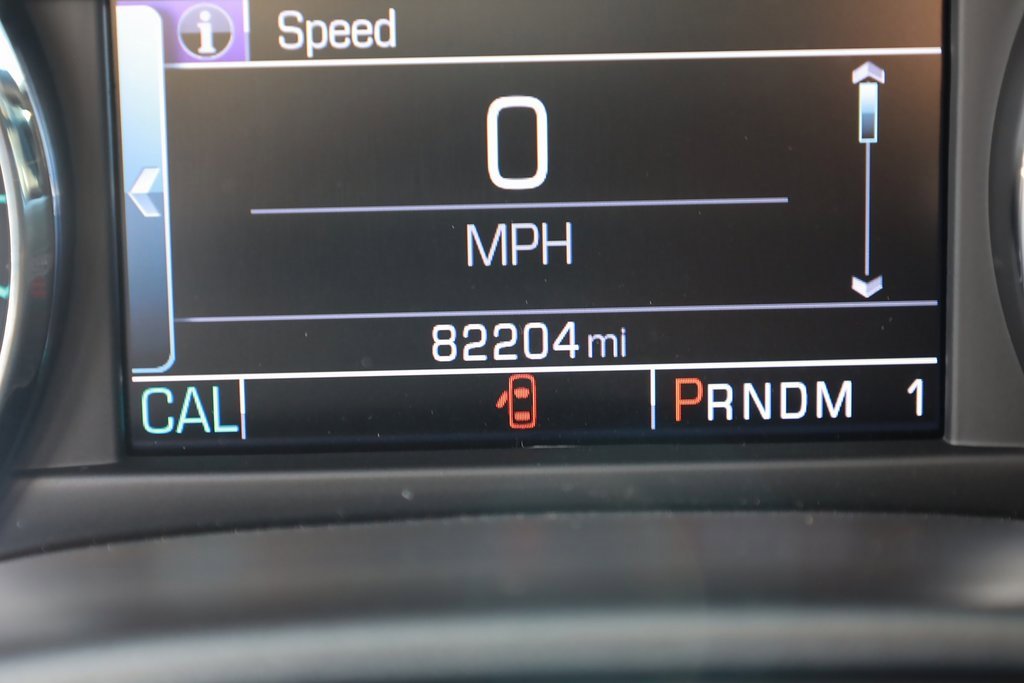 i Speed
0
MPH
82204 mi
CAL PRNDM 1